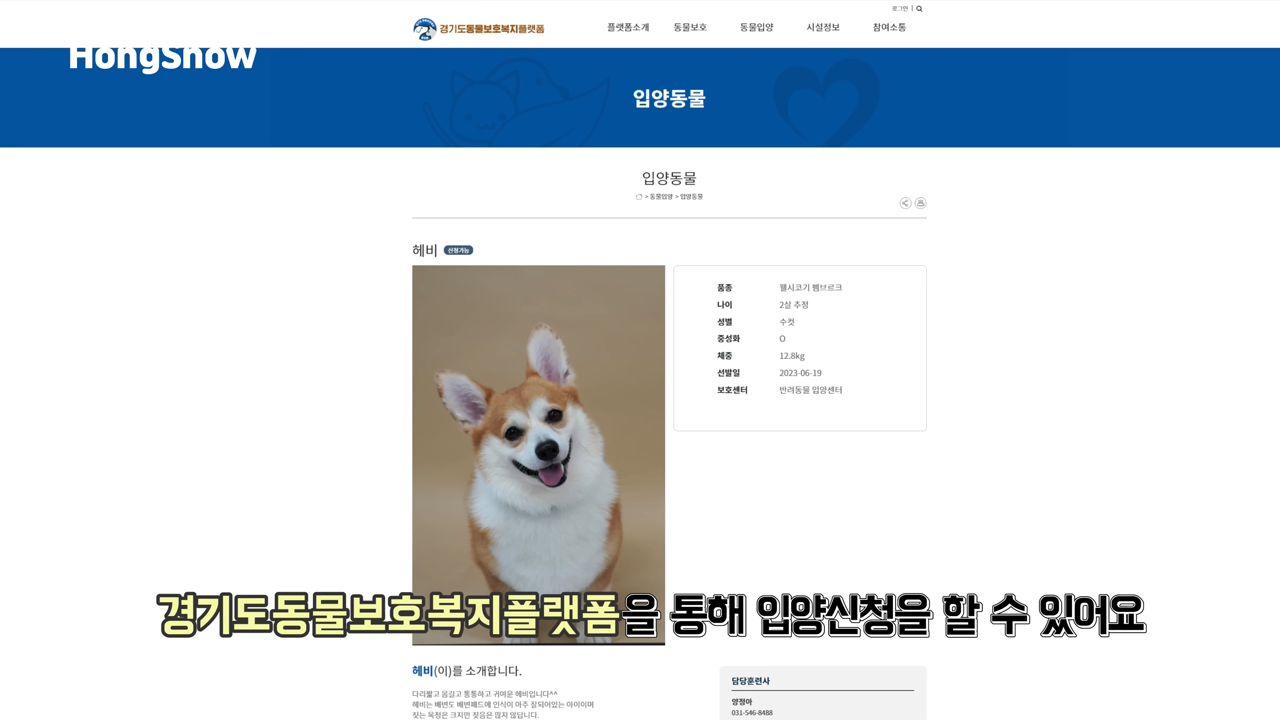 로그인
경기도동물보호복지플랫폼
플랫폼소개 동물보호 동물입양 시설정보 참여소통
HongShow
입양동물
입양동물
> 동물입양 > 입양동물
헤비 신청가능
품종 웰시코기 펨브르크
나이 2살 추정
성별 수컷
중성화 O
체중 12.8kg
선발일 2023-06-19
보호센터 반려동물 입양센터
경기도동물보호복지플랫폼을 통해 입양신청을 할 수 있어요
헤비(이)를 소개합니다.
다리짧고 몸길고 통통하고 귀여운 헤비입니다^^
헤비는 배변도 배변패드에 인식이 아주 잘되어있는 아이이며
짖는 목청은 크지만 짖음은 많지 않답니다.
담당훈련사
양정아
031-546-8488